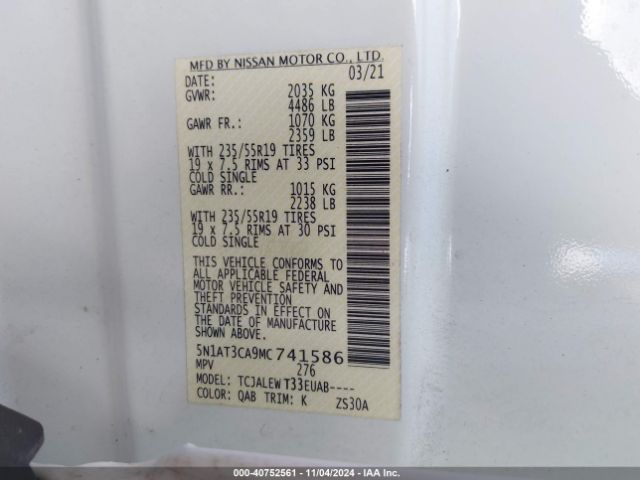 MFD BY NISSAN MOTOR CO., LTD.
DATE: 03/21
GVWR: 2035 KG
4486 LB
GAWR FR.: 1070 KG
2359 LB
WITH 235/55R19 TIRES
19 x 7.5 RIMS AT 33 PSI
COLD SINGLE
GAWR RR.: 1015 KG
2238 LB
WITH 235/55R19 TIRES
19 x 7.5 RIMS AT 30 PSI
COLD SINGLE
THIS VEHICLE CONFORMS TO
ALL APPLICABLE FEDERAL
MOTOR VEHICLE SAFETY AND
THEFT PREVENTION
STANDARDS IN EFFECT ON
THE DATE OF MANUFACTURE
SHOWN ABOVE.
5N1AT3CA9MC741586
MPV 276
MODEL: TCJALEW T33EUAB----
COLOR: QAB TRIM: K ZS30A
000-40752561 - 11/04/2024 - IAA Inc.